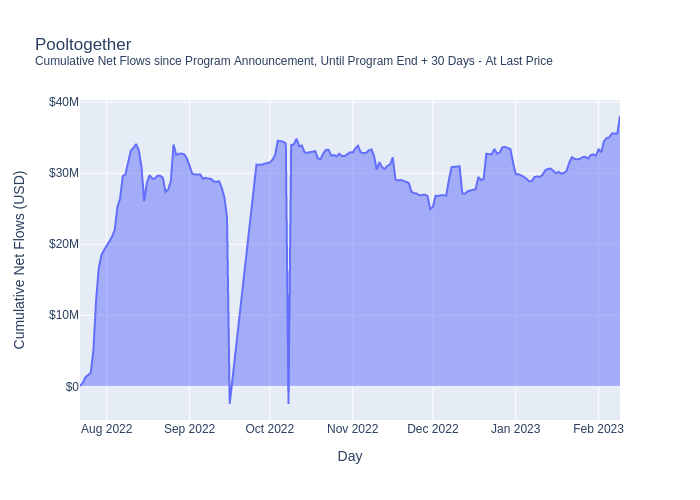 Pooltogether
Cumulative Net Flows since Program Announcement, Until Program End + 30 Days - At Last Price
Cumulative Net Flows (USD)
$40M
$30M
$20M
$10M
$0
Aug 2022 Sep 2022 Oct 2022 Nov 2022 Dec 2022 Jan 2023 Feb 2023
Day